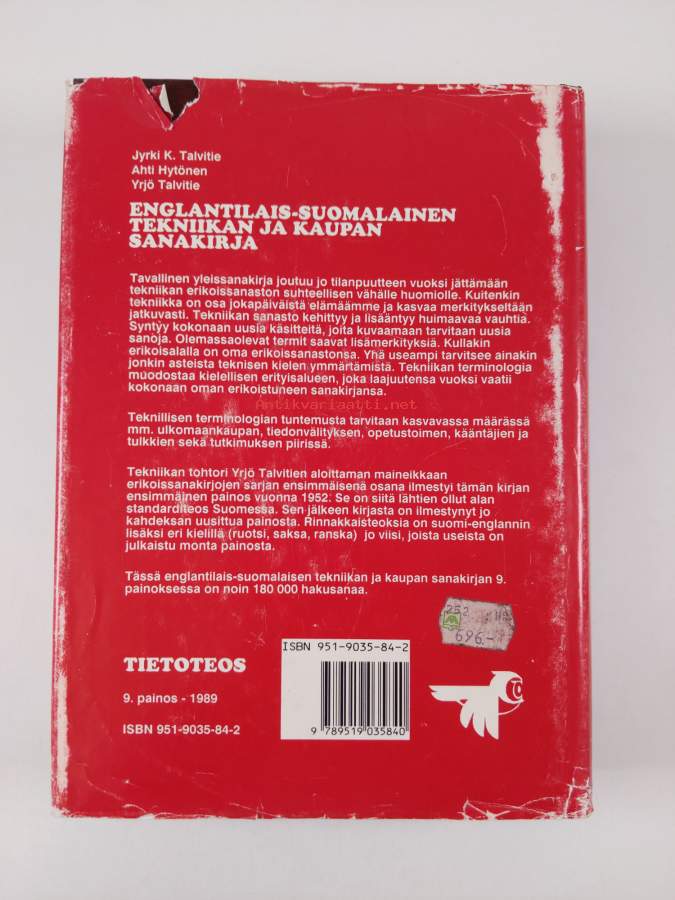 Jyrki K. Talvitie
Ahti Hytönen
Yrjö Talvitie
ENGLANTILAIS-SUOMALAINEN
TEKNIIKAN JA KAUPAN
SANAKIRJA
Tavallinen yleissanakirja joutuu jo tilanpuutteen vuoksi jättämään
tekniikan erikoissanaston suhteellisen vähälle huomiolle. Kuitenkin
tekniikka on osa jokapäiväistä elämäämme ja kasvaa merkitykseltään
jatkuvasti. Tekniikan sanasto kehittyy ja lisääntyy huimaavaa vauhtia.
Syntyy kokonaan uusia käsitteitä, joita kuvaamaan tarvitaan uusia
sanoja. Olemassaolevat termit saavat lisämerkityksiä. Kullakin
erikoisalalla on oma erikoissanastonsa. Yhä useampi tarvitsee ainakin
jonkin asteista teknisen kielen ymmärtämistä. Tekniikan terminologia
muodostaa kielellisen erityisalueen, joka laajuutensa vuoksi vaatii
kokonaan oman erikoistuneen sanakirjansa.
Antikvariaatti.net
Teknillisen terminologian tuntemusta tarvitaan kasvavassa määrässä
mm. ulkomaankaupan, tiedonvälityksen, opetustoimen, kääntäjien ja
tulkkien sekä tutkimuksen piirissä.
Tekniikan tohtori Yrjö Talvitien aloittaman maineikkaan
erikoissanakirjojen sarjan ensimmäisenä osana ilmestyi tämän kirjan
ensimmäinen painos vuonna 1952. Se on siitä lähtien ollut alan
standarditeos Suomessa. Sen jälkeen kirjasta on ilmestynyt jo
kahdeksan uusittua painosta. Rinnakkaisteoksia on suomi-englannin
lisäksi eri kielillä (ruotsi, saksa, ranska) jo viisi, joista useista on
julkaistu monta painosta.
Tässä englantilais-suomalaisen tekniikan ja kaupan sanakirjan 9.
painoksessa on noin 180 000 hakusanaa.
252
696.-
ISBN 951-9035-84-2
TIETOTEOS
9. painos - 1989
ISBN 951-9035-84-2
9 789519 035840